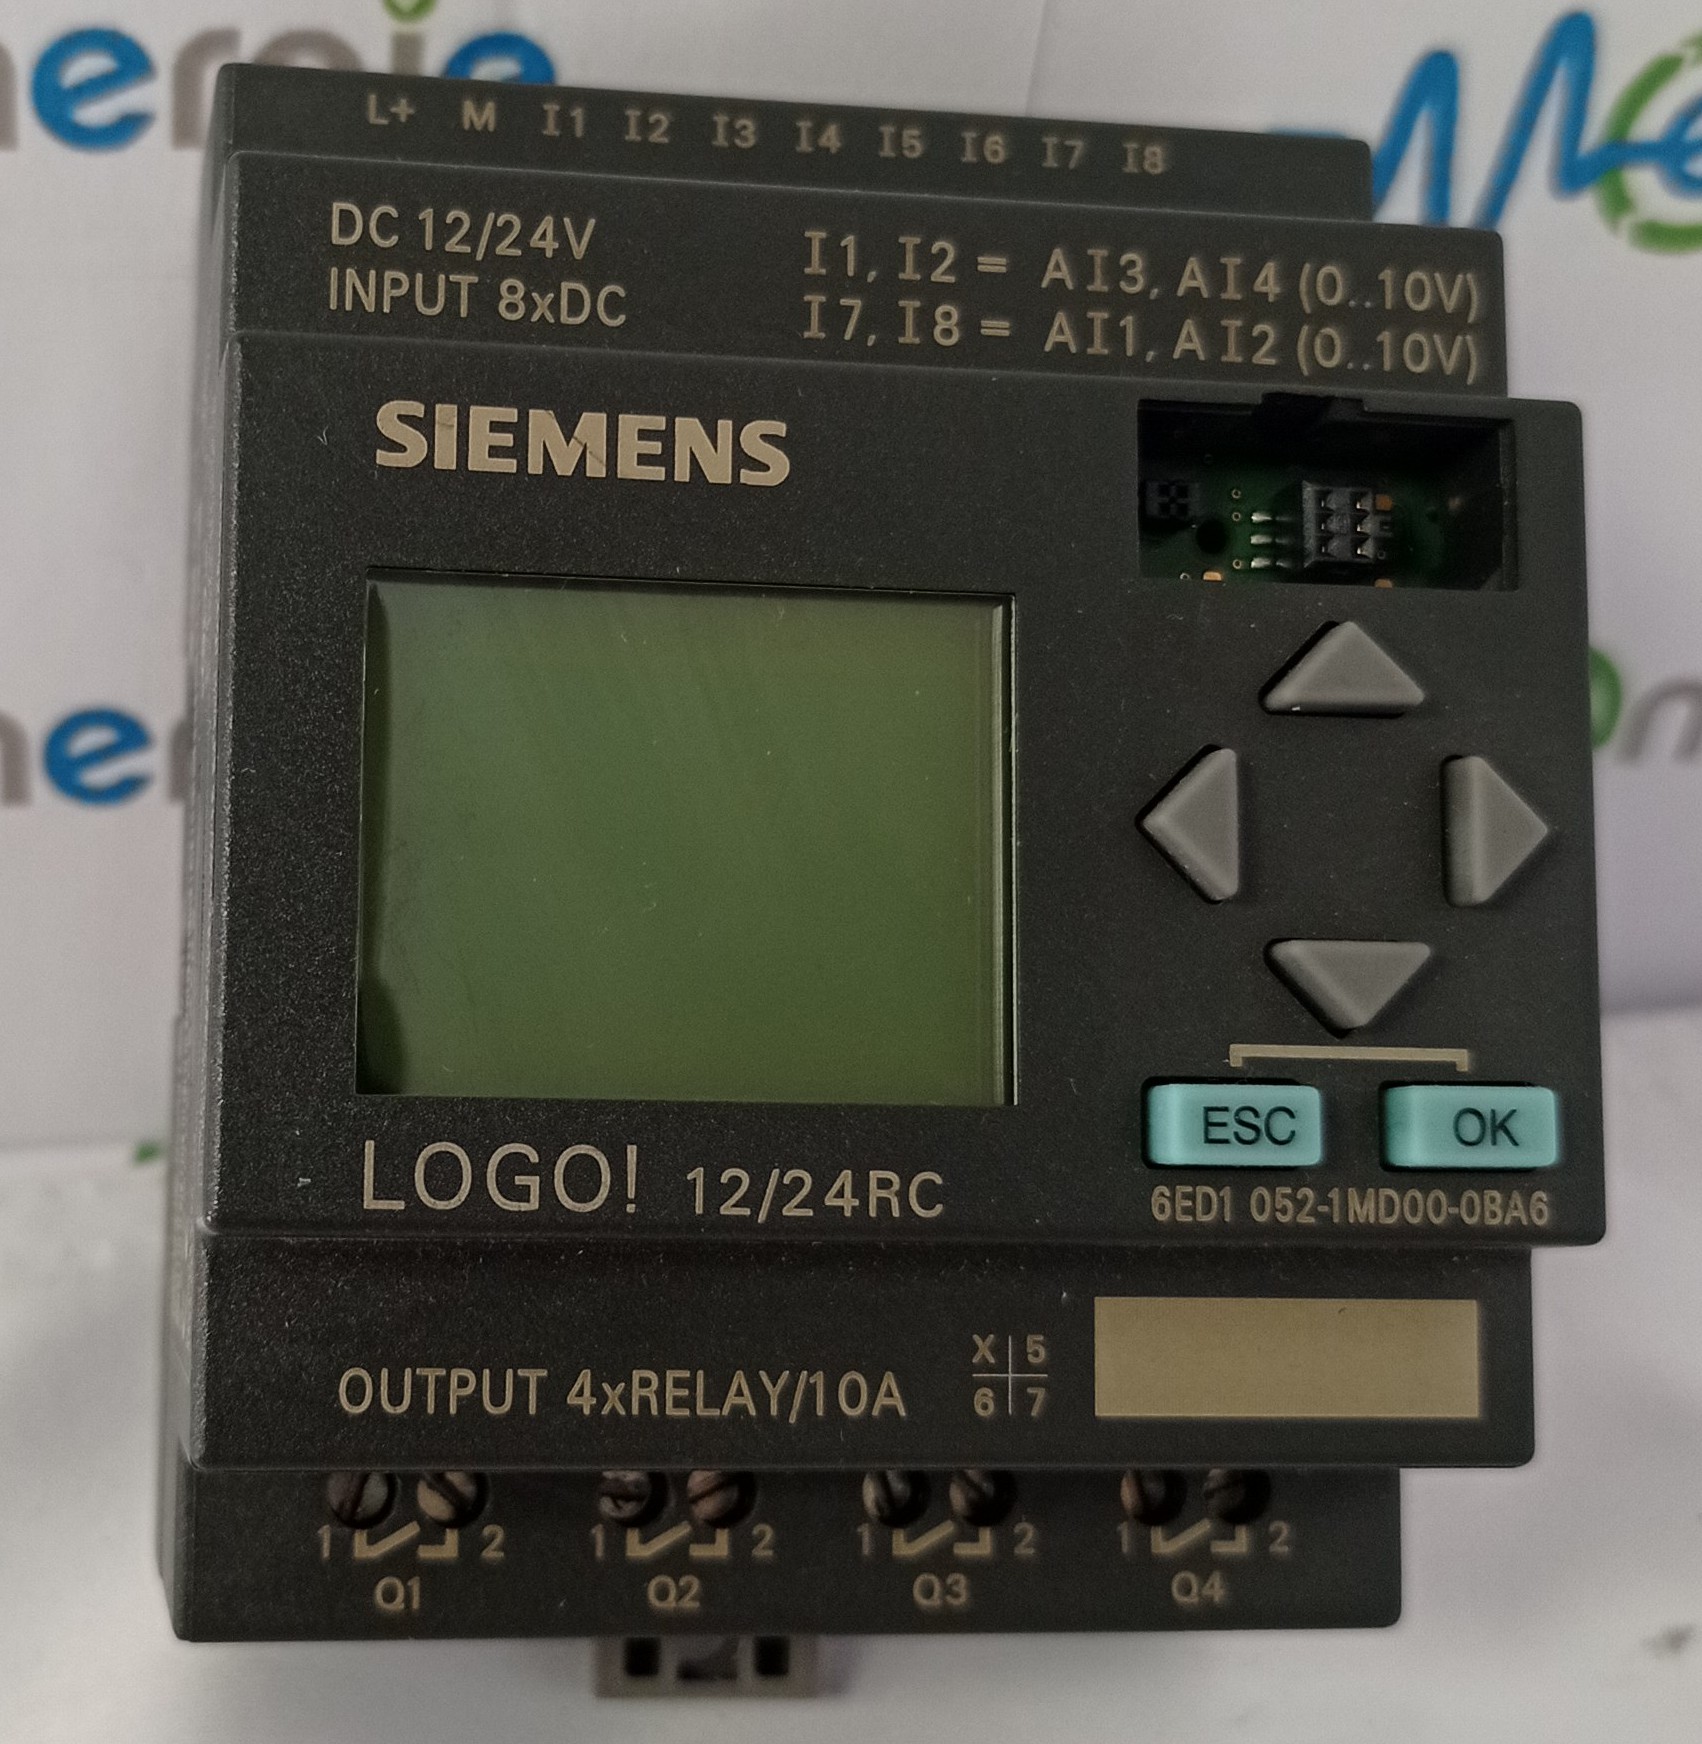 L+ M I1 I2 I3 I4 I5 I6 I7 I8
DC 12/24V
INPUT 8xDC
I1, I2 = AI3, AI4 (0..10V)
I7, I8 = AI1, AI2 (0..10V)
SIEMENS
ESC OK
LOGO! 12/24RC
6ED1 052-1MD00-0BA6
OUTPUT 4xRELAY/10A
X 5
6 7
1 2 1 2 1 2 1 2
Q1 Q2 Q3 Q4